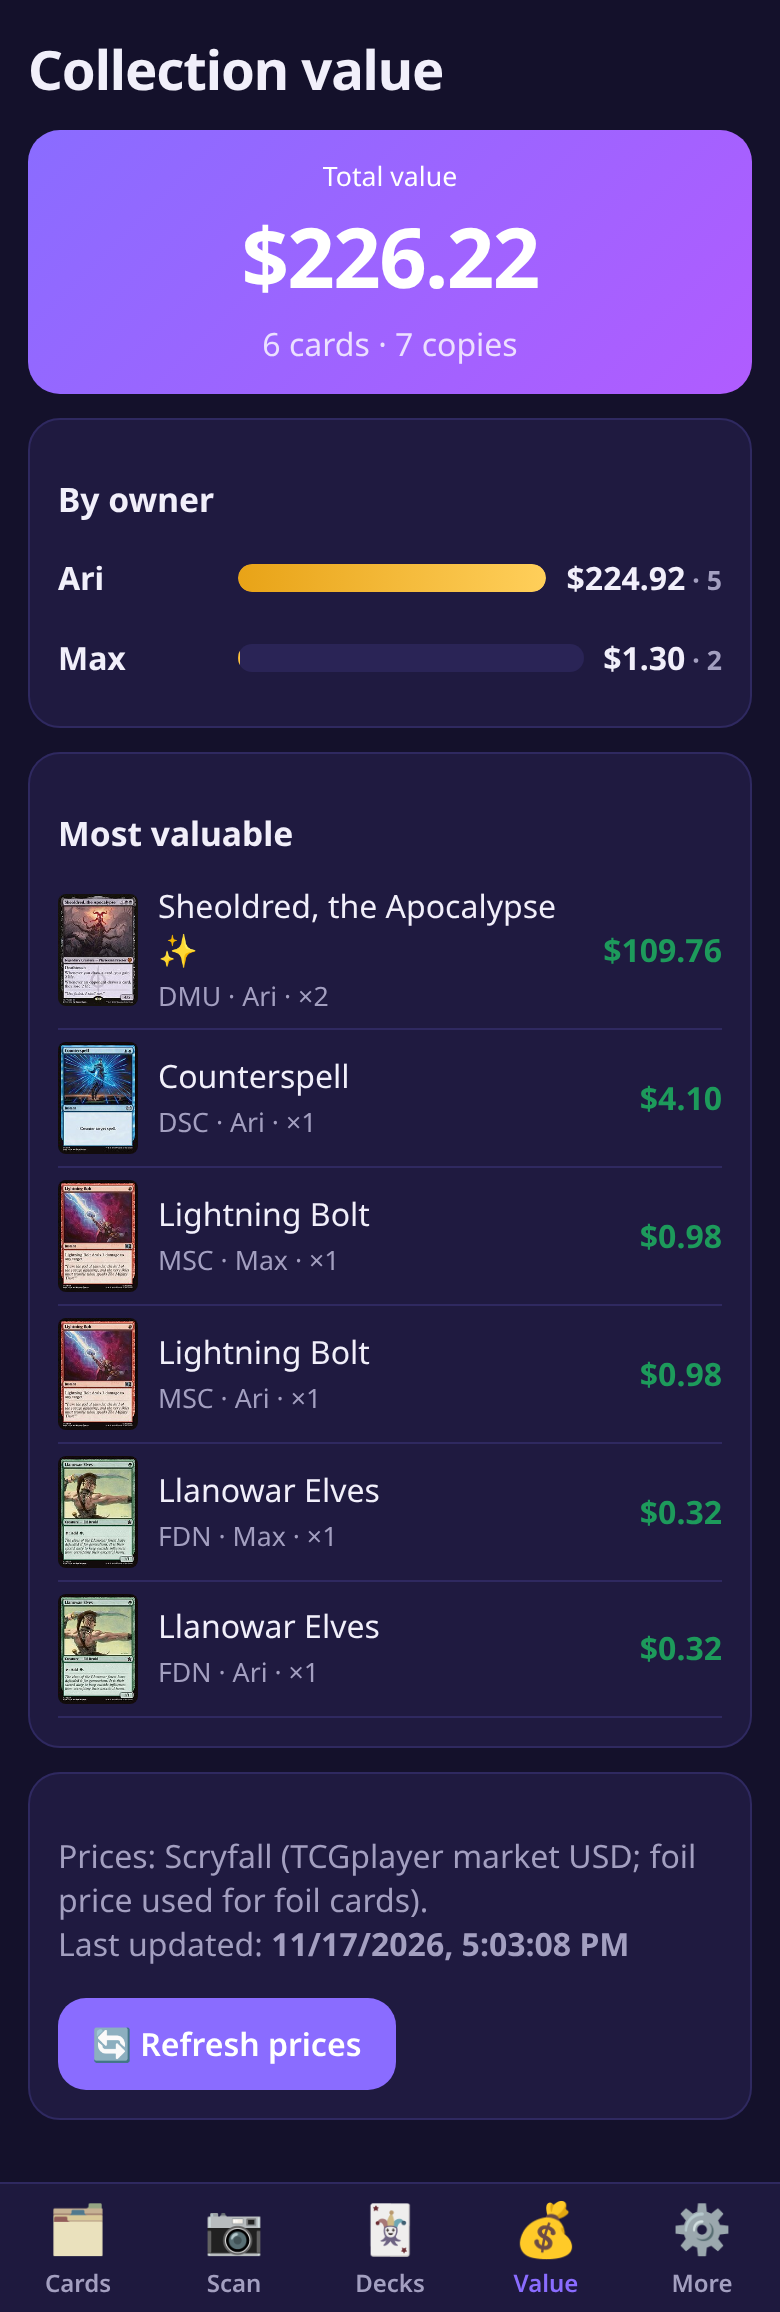 Collection value
Total value
$226.22
6 cards · 7 copies
By owner
Ari $224.92 · 5
Max $1.30 · 2
Most valuable
Sheoldred, the Apocalypse
✨
$109.76
DMU · Ari · ×2
Counterspell
$4.10
DSC · Ari · ×1
Lightning Bolt
$0.98
MSC · Max · ×1
Lightning Bolt
$0.98
MSC · Ari · ×1
Llanowar Elves
$0.32
FDN · Max · ×1
Llanowar Elves
$0.32
FDN · Ari · ×1
Prices: Scryfall (TCGplayer market USD; foil
price used for foil cards).
Last updated: 11/17/2026, 5:03:08 PM
🔄 Refresh prices
Cards
Scan
Decks
Value
More